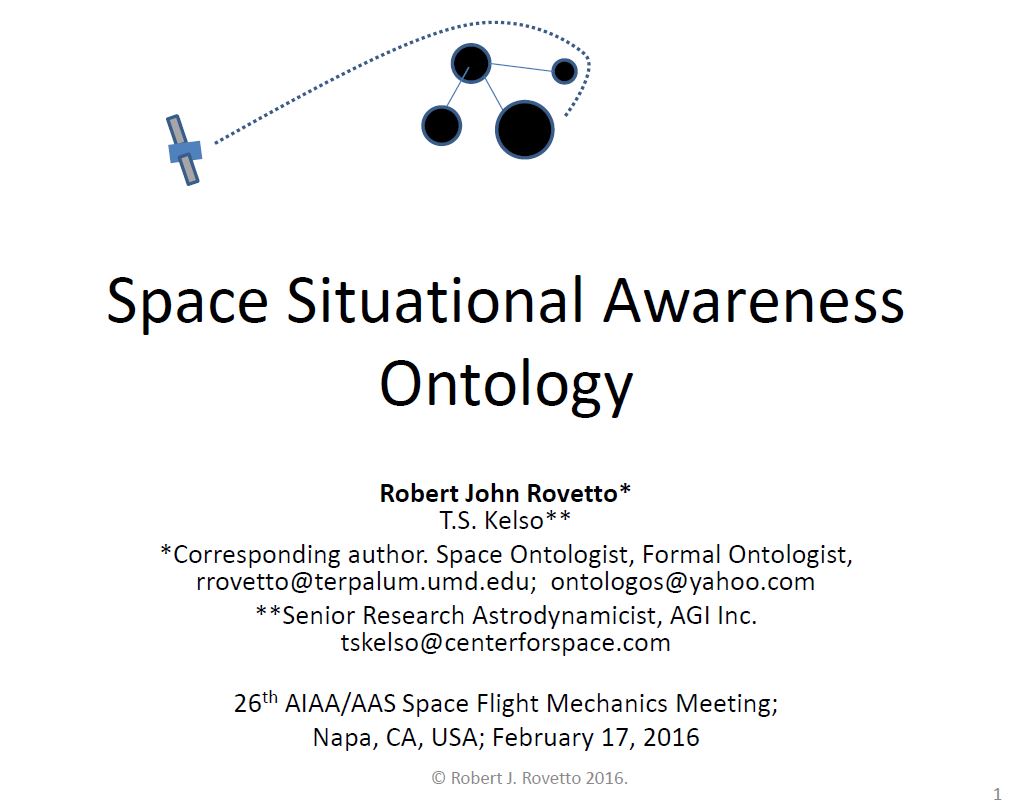 Space Situational Awareness
Ontology
Robert John Rovetto*
T.S. Kelso**
*Corresponding author. Space Ontologist, Formal Ontologist,
rrovetto@terpalum.umd.edu;  ontologos@yahoo.com
**Senior Research Astrodynamicist, AGI Inc.
tskelso@centerforspace.com
26th AIAA/AAS Space Flight Mechanics Meeting;
Napa, CA, USA; February 17, 2016
© Robert J. Rovetto 2016.
1